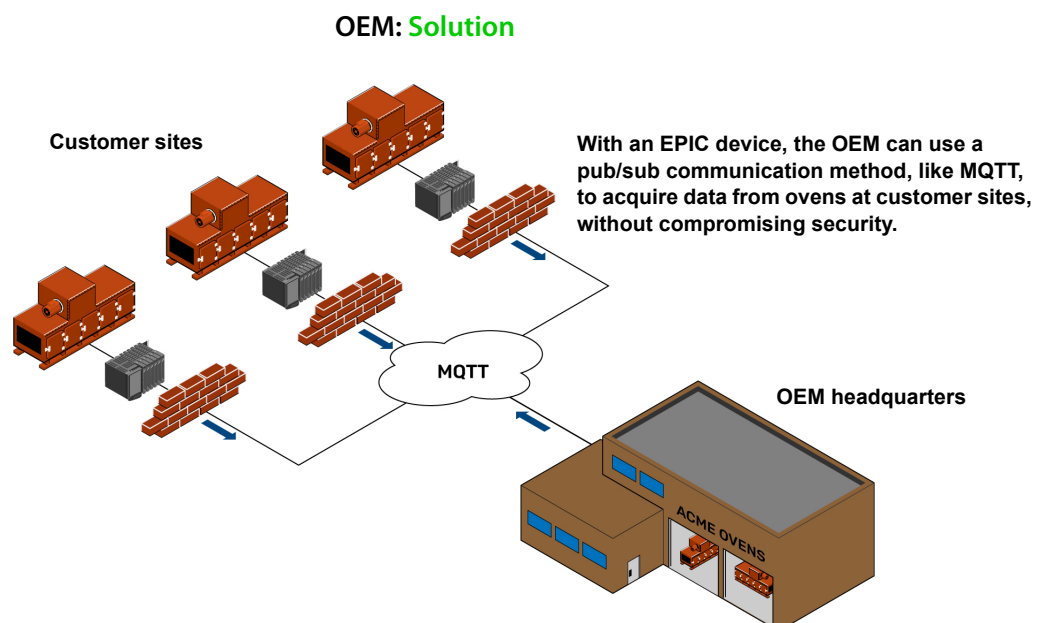 OEM: Solution
Customer sites
With an EPIC device, the OEM can use a
pub/sub communication method, like MQTT,
to acquire data from ovens at customer sites,
without compromising security.
MQTT
OEM headquarters
ACME OVENS